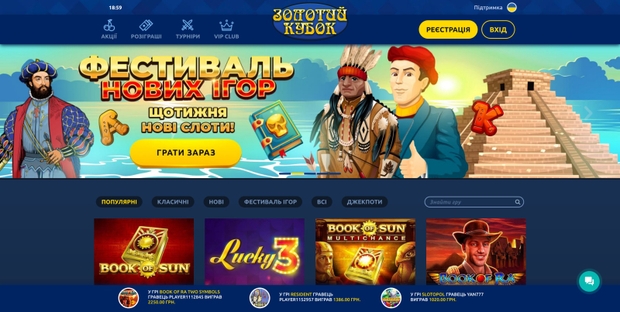 18:59
ЗОЛОТИЙ
КУБОК
Підтримка
АКЦІЇ
РОЗІГРАШІ
ТУРНІРИ
VIP CLUB
РЕЄСТРАЦІЯ
ВХІД
ФЕСТИВАЛЬ
НОВИХ ІГОР
ЩОТИЖНЯ
НОВІ СЛОТИ!
ГРАТИ ЗАРАЗ
K
ПОПУЛЯРНІ
КЛАСИЧНІ
НОВІ
ФЕСТИВАЛЬ ІГОР
ВСІ
ДЖЕКПОТИ
Знайти гру
BOOK OF SUN
Lucky 3
BOOK OF SUN
MULTICHANCE
BOOK OF RA
У ГРІ BOOK OF RA TWO SYMBOLS
ГРАВЕЦЬ PLAYER1112845 ВИГРАВ
2250.00 ГРН.
У ГРІ RESIDENT ГРАВЕЦЬ
PLAYER1152957 ВИГРАВ 1386.00 ГРН.
У ГРІ SLOTOPOL ГРАВЕЦЬ YAH777
ВИГРАВ 1020.00 ГРН.